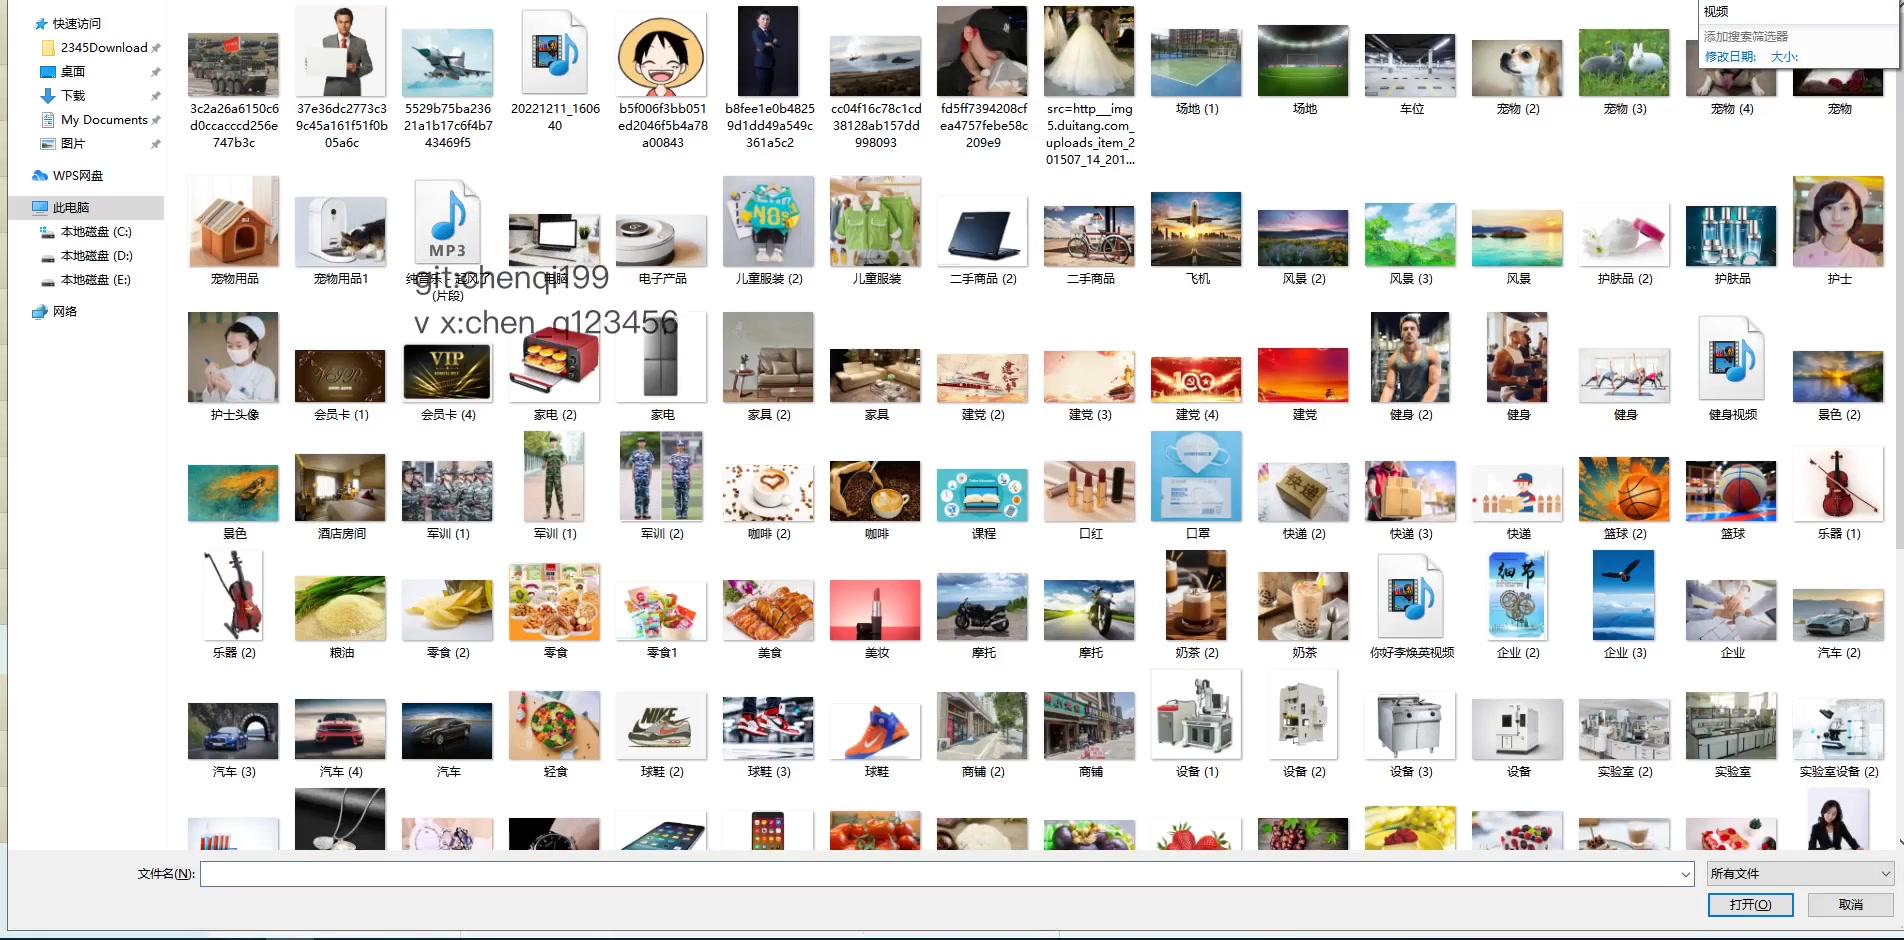 视频
添加搜索筛选器
修改日期: 大小:
快速访问
2345Download
桌面
下载
My Documents
图片
WPS网盘
此电脑
本地磁盘 (C:)
本地磁盘 (D:)
本地磁盘 (E:)
网络
3c2a26a6150c6d0ccacccd256e747b3c
37e36dc2773c39c45a161f51f0b05a6c
5529b75ba23621a1b17c6f4b743469f5
20221211_160640
b5f006f3bb051ed2046f5b4a78a00843
b8fee1e0b48259d1dd49a549c361a5c2
cc04f16c78c1cd38128ab157dd998093
fd5ff7394208cfea4757febe58c209e9
src=http___img5.duitang.com_uploads_item_201507_14_201...
场地 (1)
场地
车位
宠物 (2)
宠物 (3)
宠物 (4)
宠物
宠物用品
宠物用品1
MP3
(片段)
电脑
电子产品
儿童服装 (2)
儿童服装
二手商品 (2)
二手商品
飞机
风景 (2)
风景 (3)
风景
护肤品 (2)
护肤品
护士
git:chenqi199
v x:chen_q123456
VIP
护士头像
会员卡 (1)
会员卡 (4)
家电 (2)
家电
家具 (2)
家具
建党 (2)
建党 (3)
建党 (4)
建党
健身 (2)
健身
健身
健身视频
景色 (2)
景色
酒店房间
军训 (1)
军训 (1)
军训 (2)
咖啡 (2)
咖啡
课程
口红
口罩
快递
快递 (2)
快递 (3)
快递
篮球 (2)
篮球
乐器 (1)
细节
乐器 (2)
粮油
零食 (2)
零食
零食1
美食
美妆
摩托
摩托
奶茶 (2)
奶茶
你好李焕英视频
企业 (2)
企业 (3)
企业
汽车 (2)
NIKE
汽车 (3)
汽车 (4)
汽车
轻食
球鞋 (2)
球鞋 (3)
球鞋
商铺 (2)
商铺
设备 (1)
设备 (2)
设备 (3)
设备
实验室 (2)
实验室
实验室设备 (2)
文件名(N):
所有文件
打开(O)
取消